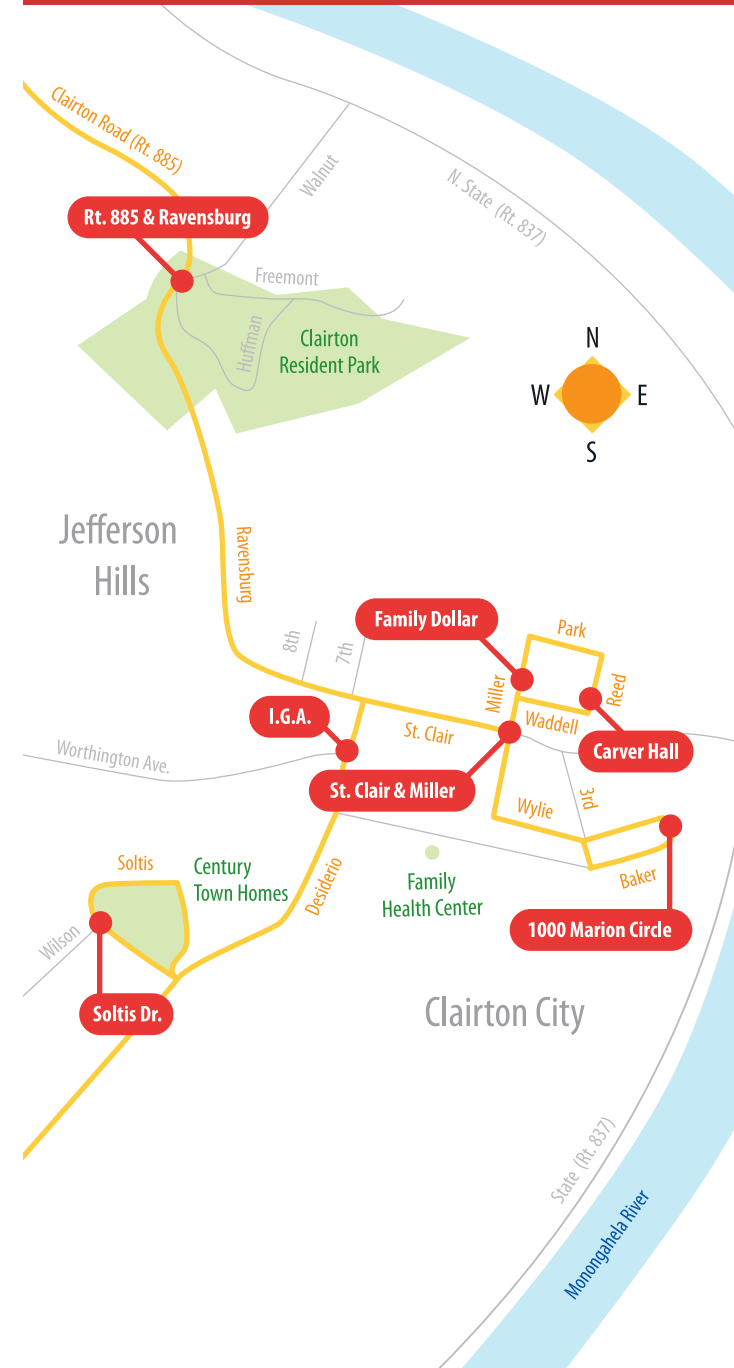 Clairton Road (Rt. 885)
Walnut
N. State (Rt. 837)
Rt. 885 & Ravensburg
Freemont
Huffman
Clairton
Resident Park
N
W
E
S
Jefferson
Hills
Ravensburg
8th
7th
Family Dollar
Park
Miller
Reed
I.G.A.
St. Clair
Waddell
Carver Hall
Worthington Ave.
St. Clair & Miller
Wylie
3rd
Soltis
Century
Town Homes
Desiderio
Family
Health Center
Baker
1000 Marion Circle
Wilson
Soltis Dr.
Clairton City
State (Rt. 837)
Monongahela River